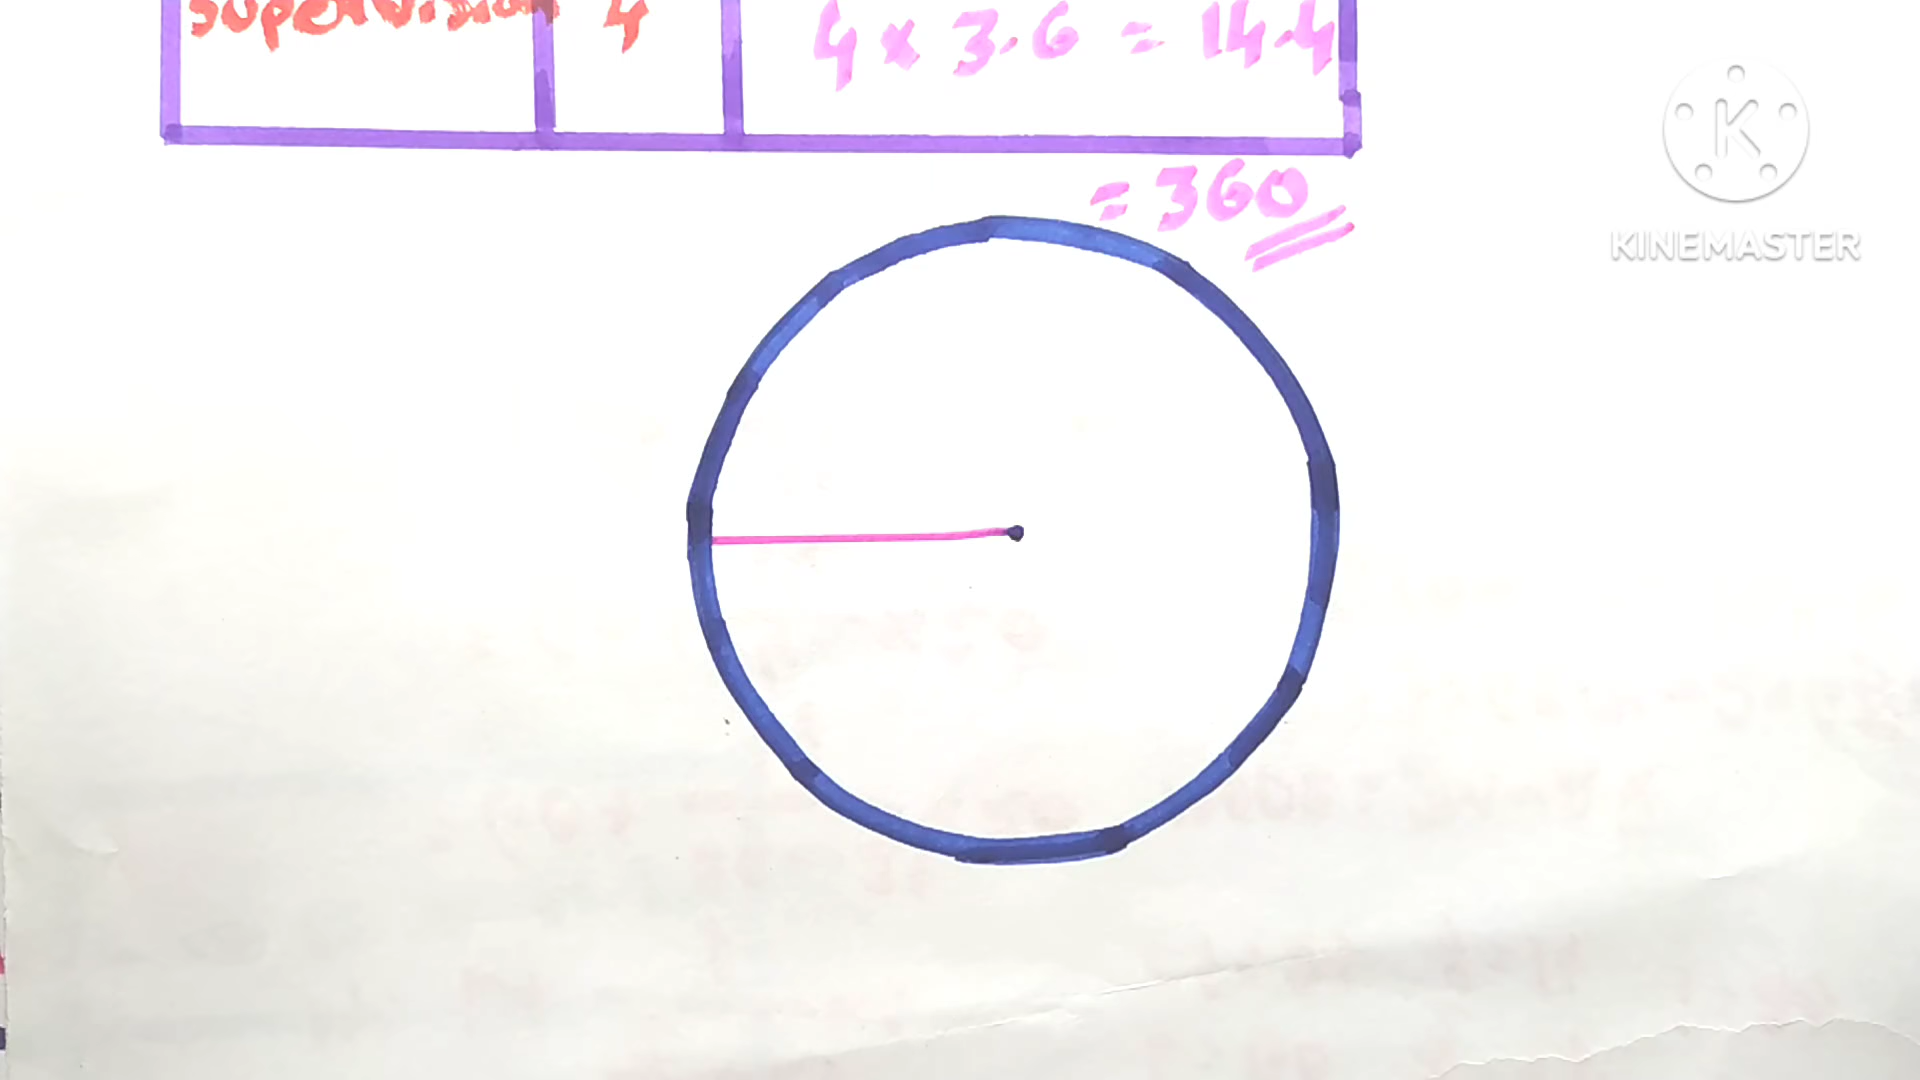 supervision 4 4 × 3.6 = 14.4
= 360
K
KINEMASTER